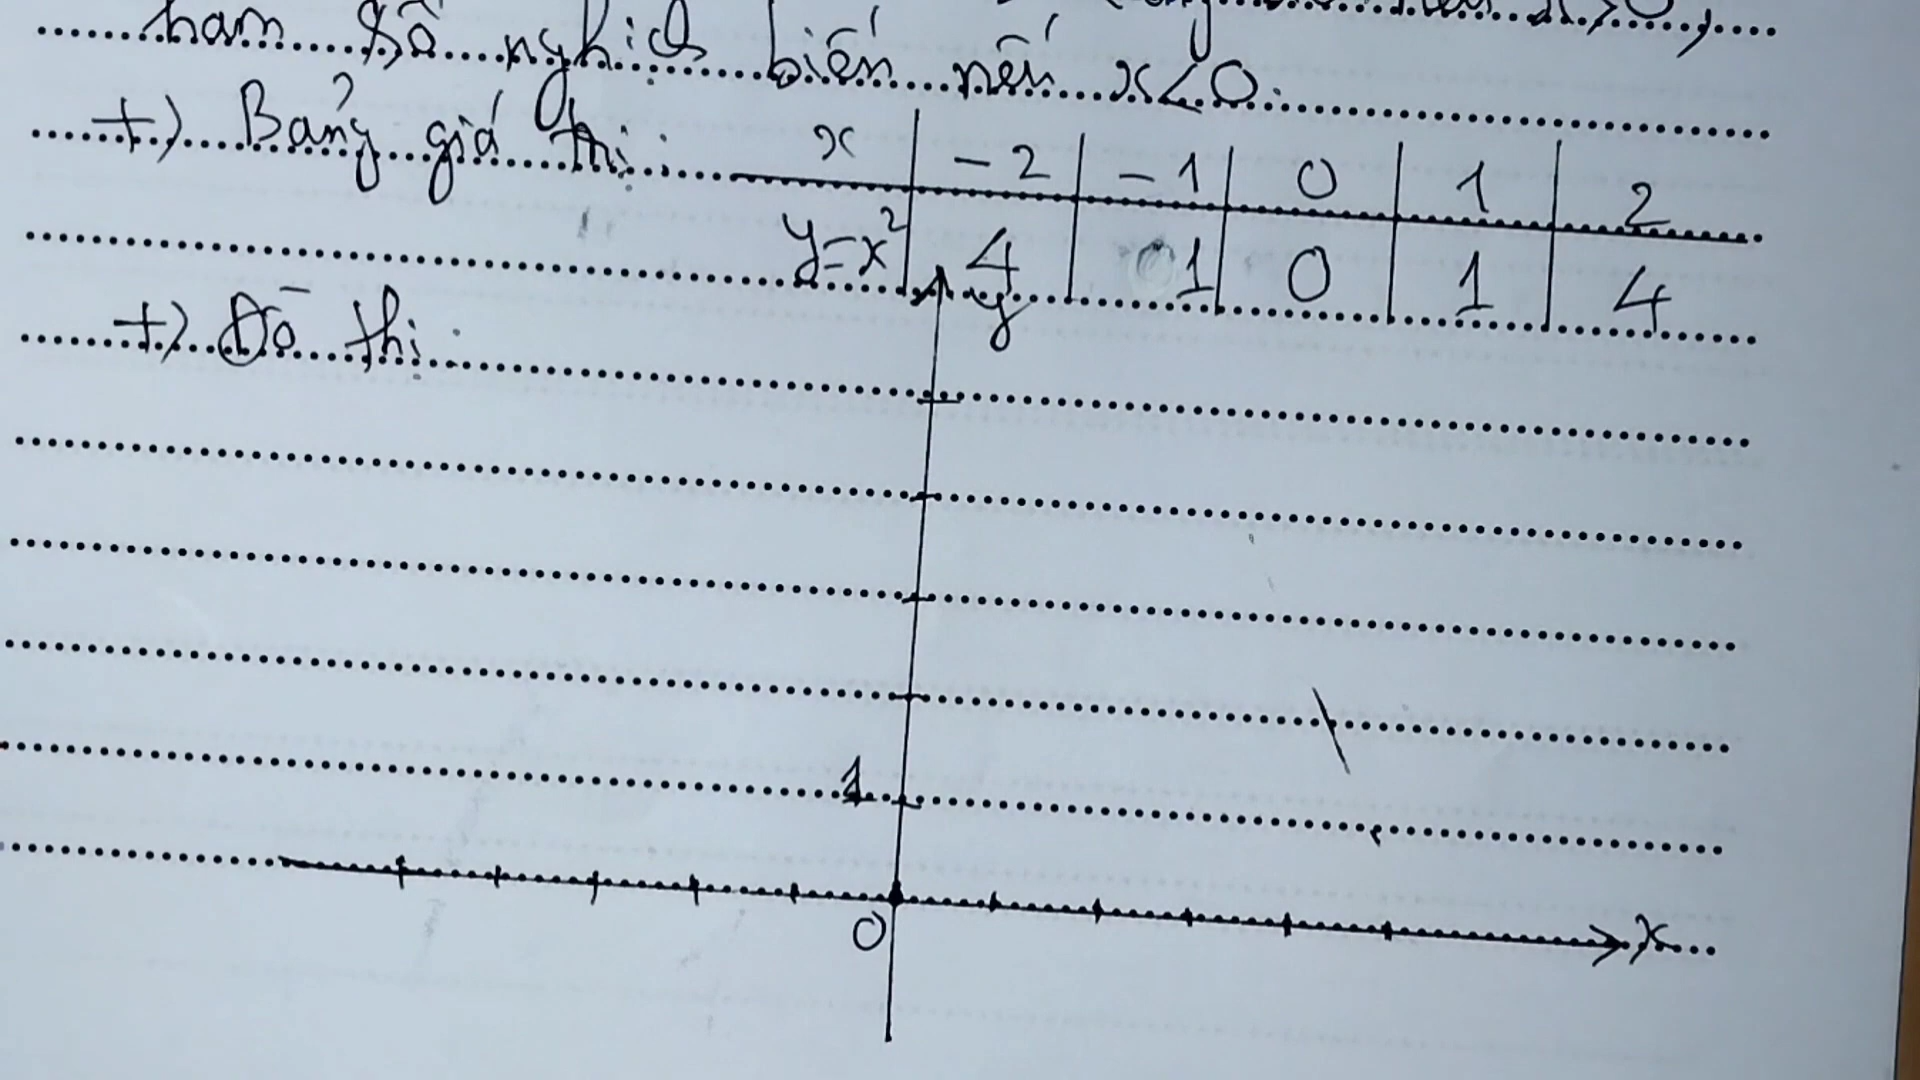 x>0,
hàm số nghịch biến nếu x<0.
+) Bảng giá trị: x | -2 | -1 | 0 | 1 | 2
y=x² | 4 | 1 | 0 | 1 | 4
+) Đồ thị:
y
1
0
x